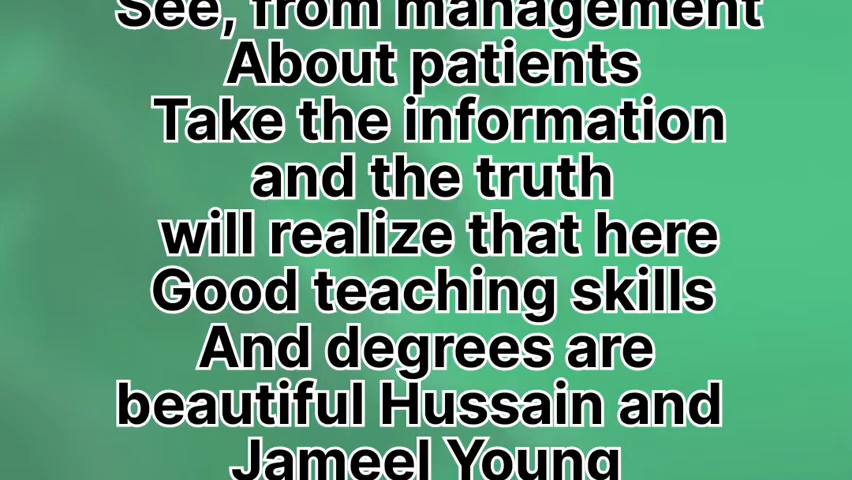 See, from management
About patients
Take the information
and the truth
will realize that here
Good teaching skills
And degrees are
beautiful Hussain and
Jameel Young